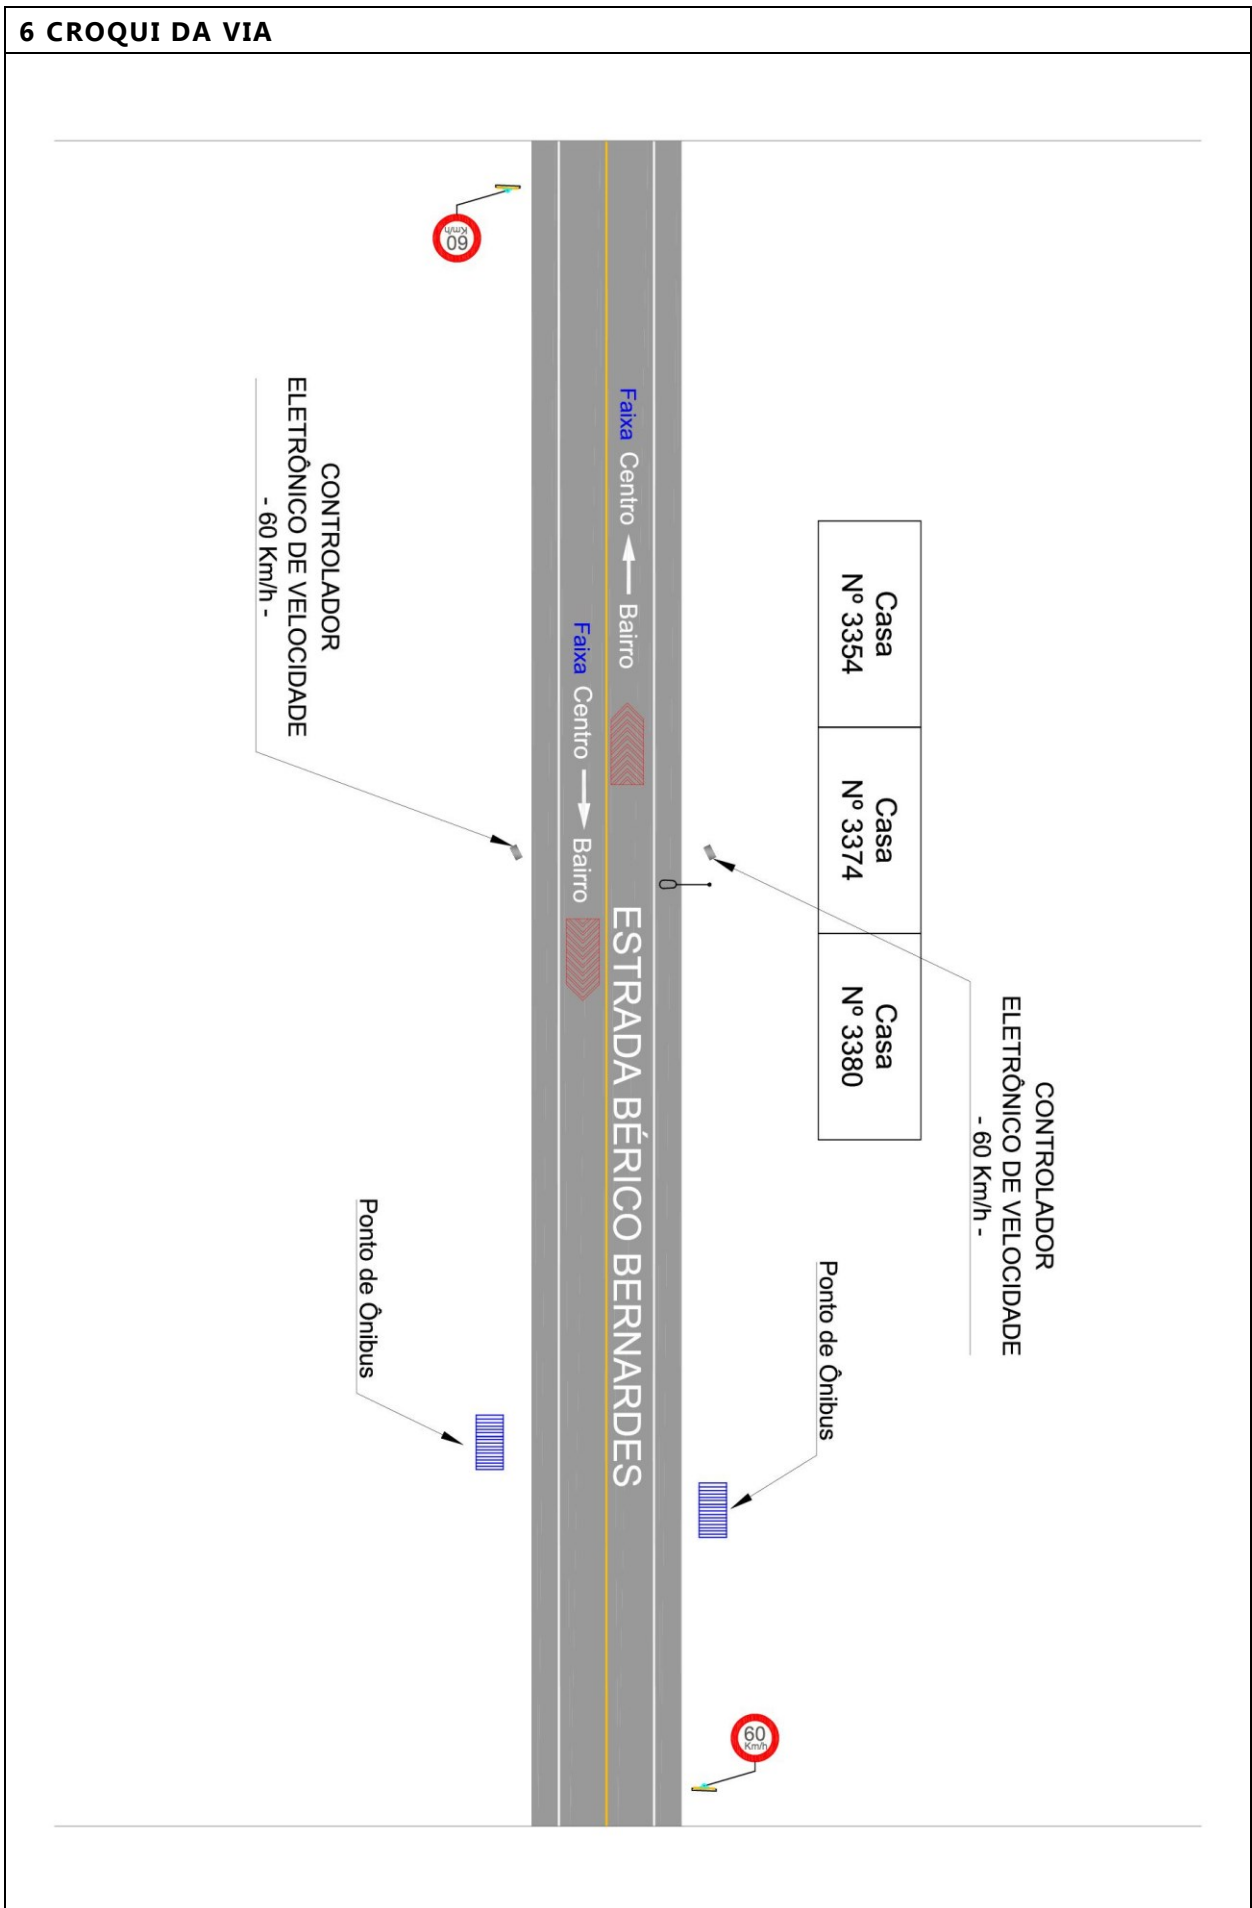 6 CROQUI DA VIA
60
Km/h
CONTROLADOR
ELETRÔNICO DE VELOCIDADE
- 60 Km/h -
Faixa Centro Bairro
Faixa Centro Bairro
ESTRADA BÉRICO BERNARDES
Casa
Nº 3354
Casa
Nº 3374
Casa
Nº 3380
CONTROLADOR
ELETRÔNICO DE VELOCIDADE
- 60 Km/h -
Ponto de Ônibus
Ponto de Ônibus
60
Km/h